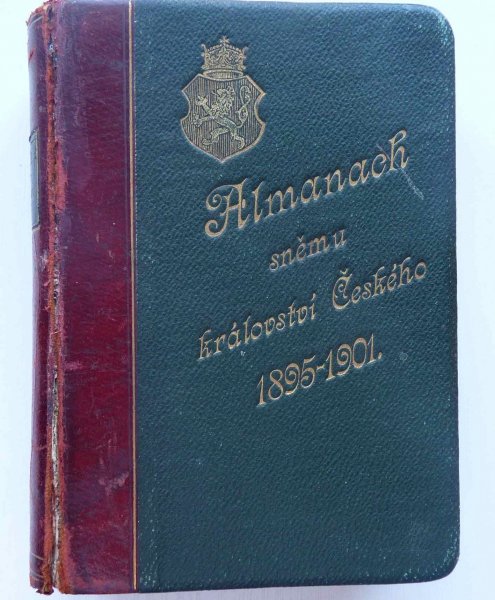 Almanach
sněmu
království Českého
1895-1901.